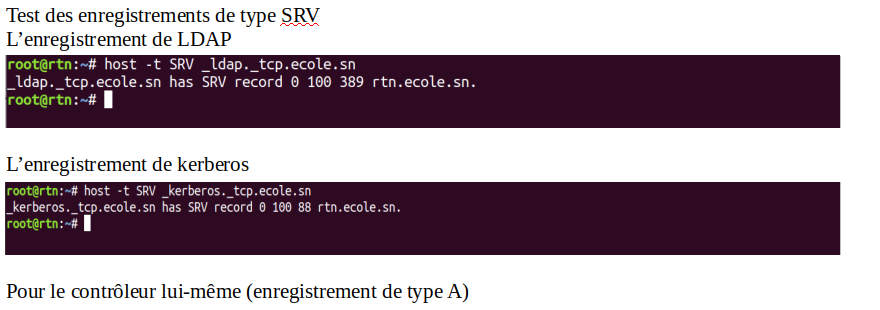 Test des enregistrements de type SRV
L’enregistrement de LDAP
root@rtn:~# host -t SRV _ldap._tcp.ecole.sn
_ldap._tcp.ecole.sn has SRV record 0 100 389 rtn.ecole.sn.
root@rtn:~#
L’enregistrement de kerberos
root@rtn:~# host -t SRV _kerberos._tcp.ecole.sn
_kerberos._tcp.ecole.sn has SRV record 0 100 88 rtn.ecole.sn.
root@rtn:~#
Pour le contrôleur lui-même (enregistrement de type A)